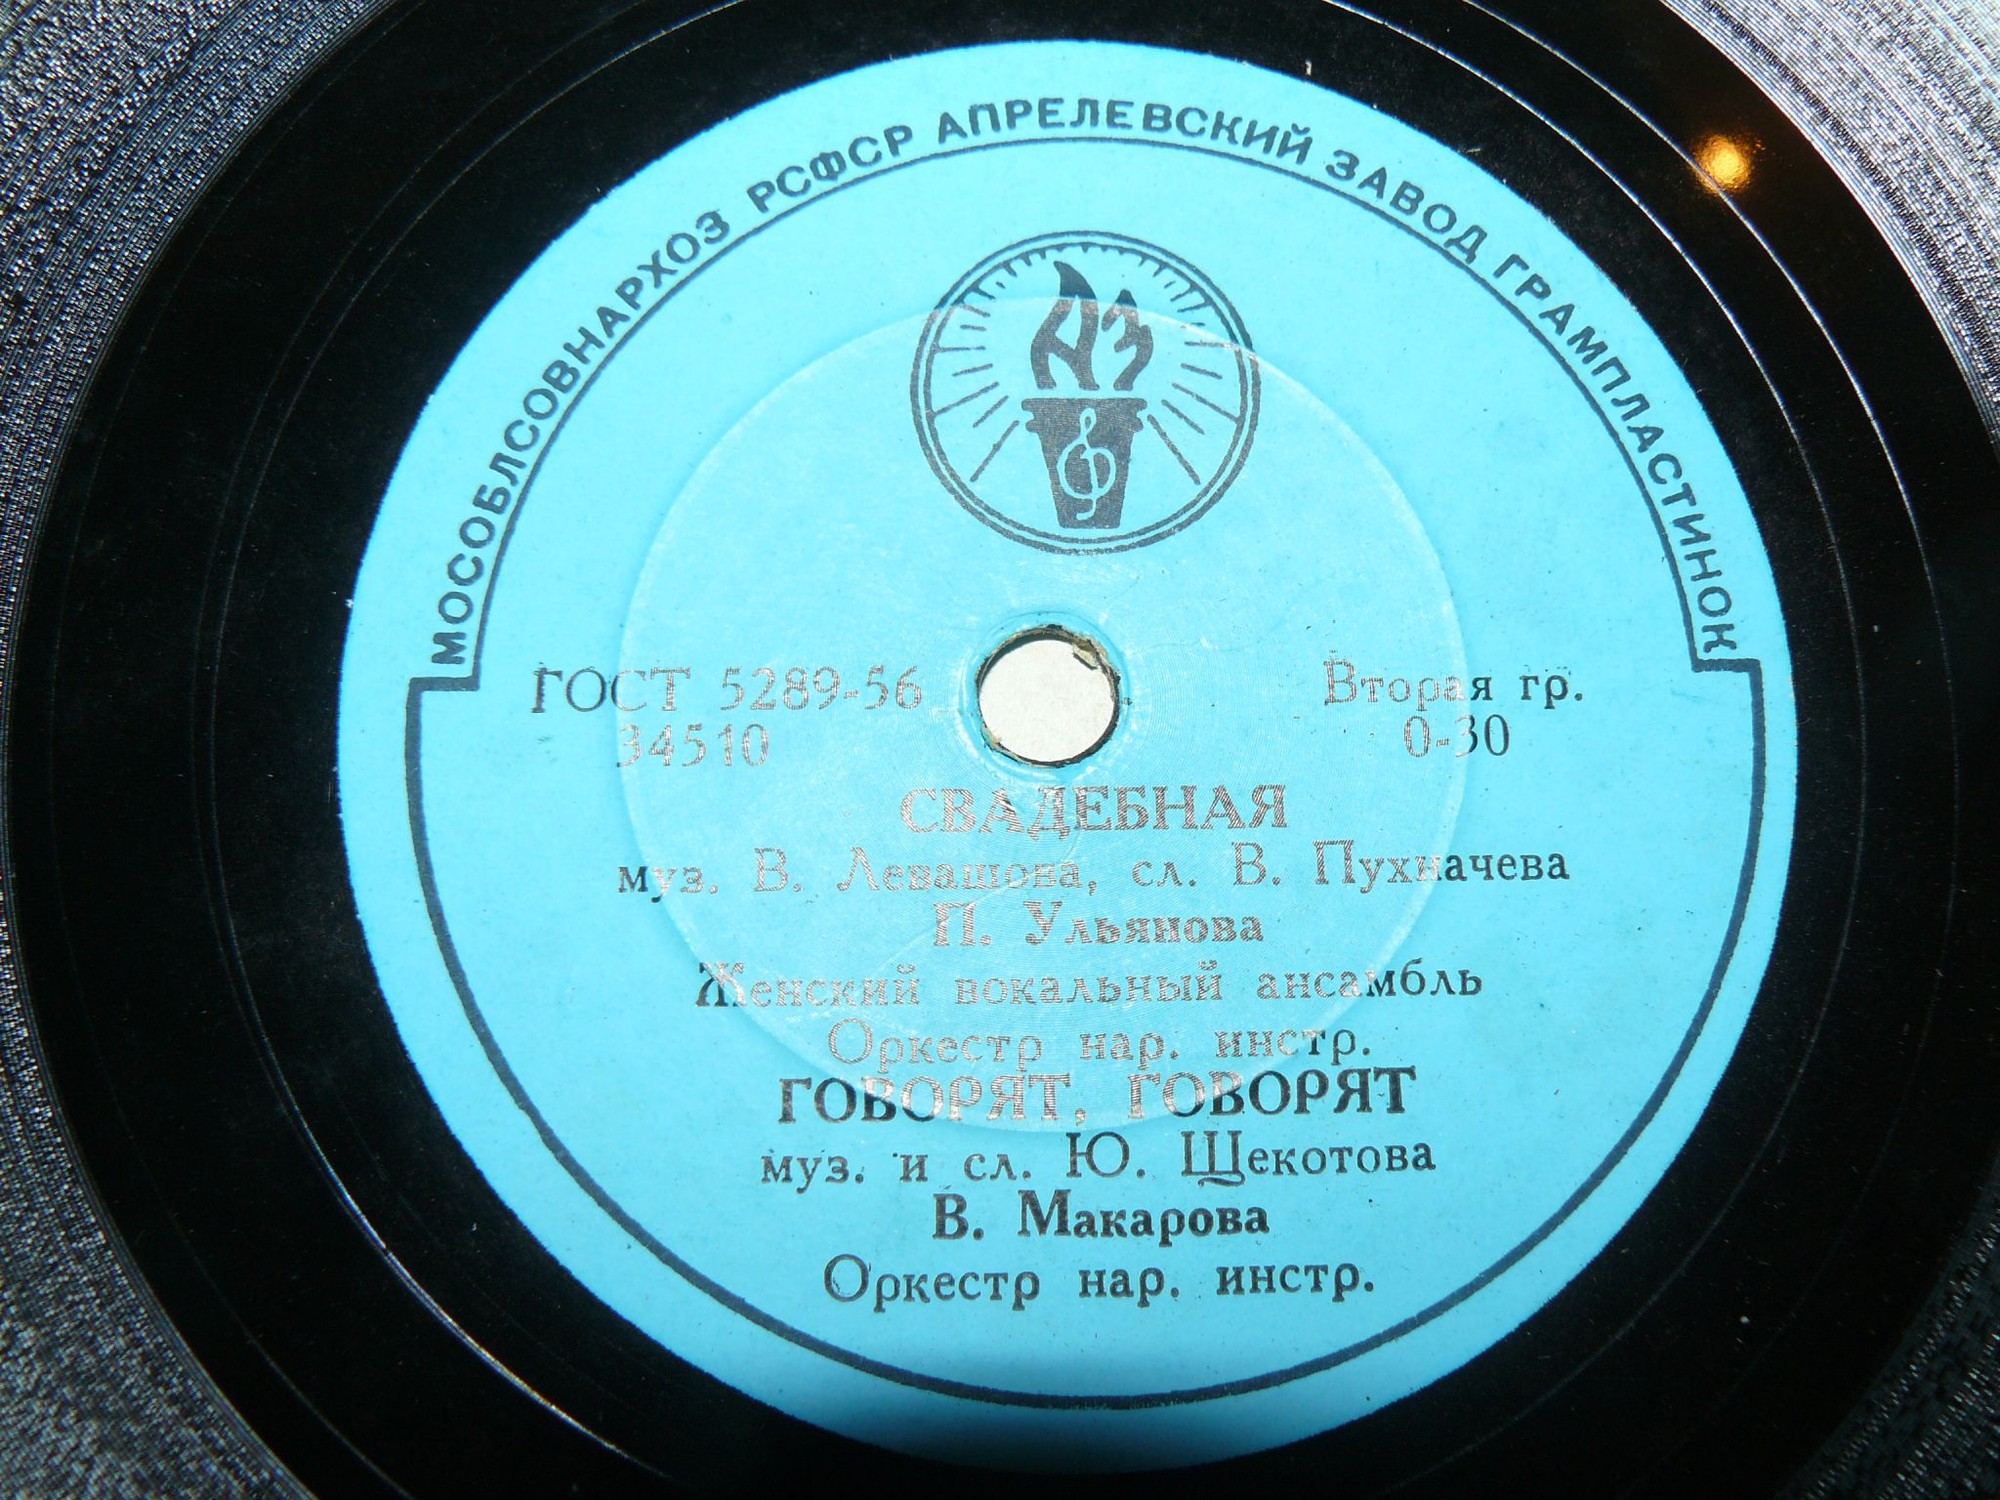 МОСОБЛСОВНАРХОЗ РСФСР АПРЕЛЕВСКИЙ ЗАВОД ГРАМПЛАСТИНОК
АЗ
ГОСТ 5289-56 Вторая гр.
34510 0-30
СВАДЕБНАЯ
муз. В. Левашова, сл. В. Пухначева
П. Ульянова
Женский вокальный ансамбль
Оркестр нар. инстр.
ГОВОРЯТ, ГОВОРЯТ
муз. и сл. Ю. Щекотова
В. Макарова
Оркестр нар. инстр.